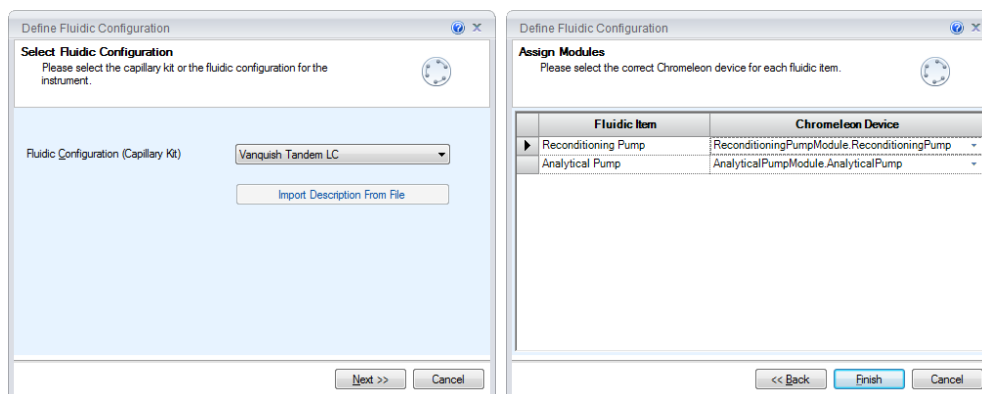 Define Fluidic Configuration
Select Fluidic Configuration
Please select the capillary kit or the fluidic configuration for the
instrument.
Fluidic Configuration (Capillary Kit)
Vanquish Tandem LC
Import Description From File
Next >>
Cancel
Define Fluidic Configuration
Assign Modules
Please select the correct Chromeleon device for each fluidic item.
Fluidic Item Chromeleon Device
Reconditioning Pump ReconditioningPumpModule.ReconditioningPump
Analytical Pump AnalyticalPumpModule.AnalyticalPump
<< Back
Finish
Cancel